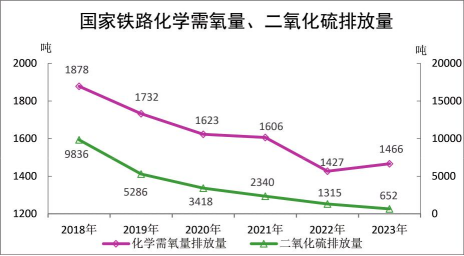 国家铁路化学需氧量、二氧化硫排放量
吨 吨
2000 1878 1732 1623 1606 1427 1466 20000
1800 15000
1600 10000
1400 9836 5286 3418 2340 1315 652 5000
1200 0
2018年 2019年 2020年 2021年 2022年 2023年
化学需氧量排放量 二氧化硫排放量